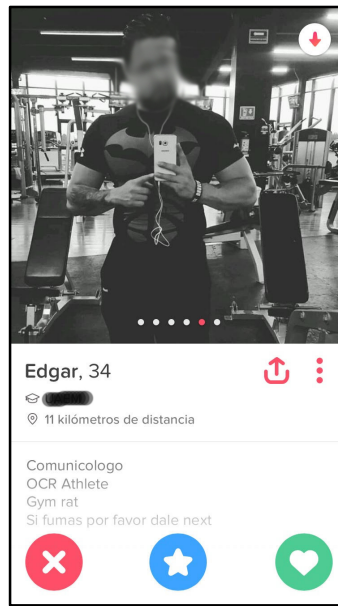 Edgar, 34
11 kilómetros de distancia
Comunicologo
OCR Athlete
Gym rat
Si fumas por favor dale next